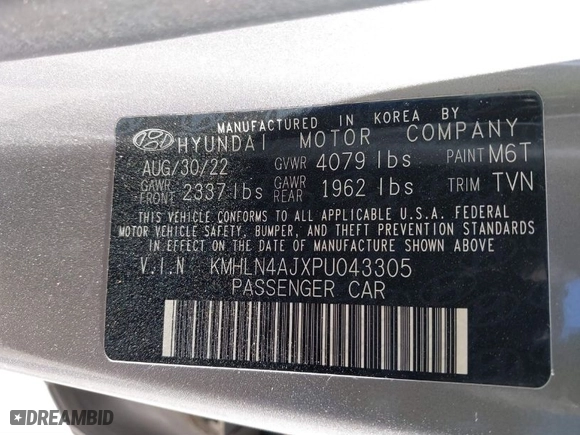 MANUFACTURED IN KOREA BY
HYUNDAI MOTOR COMPANY
AUG/30/22 GVWR 4079 lbs PAINT M6T
GAWR FRONT 2337 lbs GAWR REAR 1962 lbs TRIM TVN
THIS VEHICLE CONFORMS TO ALL APPLICABLE U.S.A. FEDERAL
MOTOR VEHICLE SAFETY, BUMPER, AND THEFT PREVENTION STANDARDS
IN EFFECT ON THE DATE OF MANUFACTURE SHOWN ABOVE
V.I.N KMHLN4AJXPU043305
PASSENGER CAR
DREAMBID